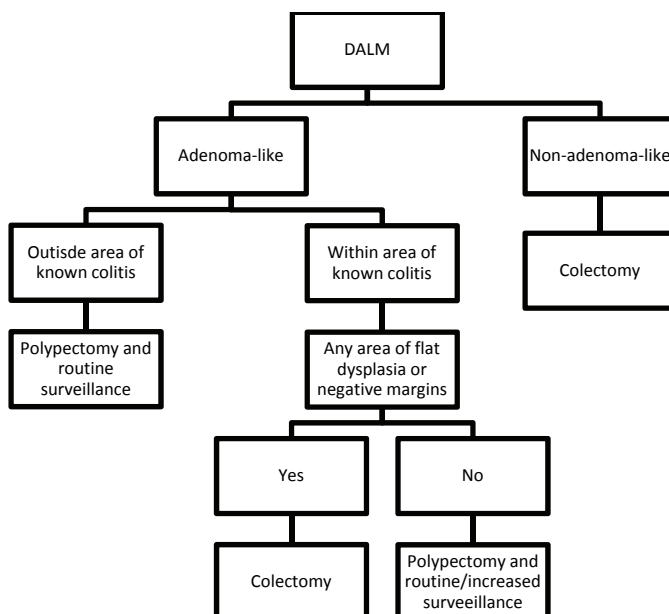 DALM
Adenoma-like
Non-adenoma-like
Outisde area of
known colitis
Within area of
known colitis
Colectomy
Polypectomy and
routine
surveillance
Any area of flat
dysplasia or
negative margins
Yes
No
Colectomy
Polypectomy and
routine/increased
surveeillance